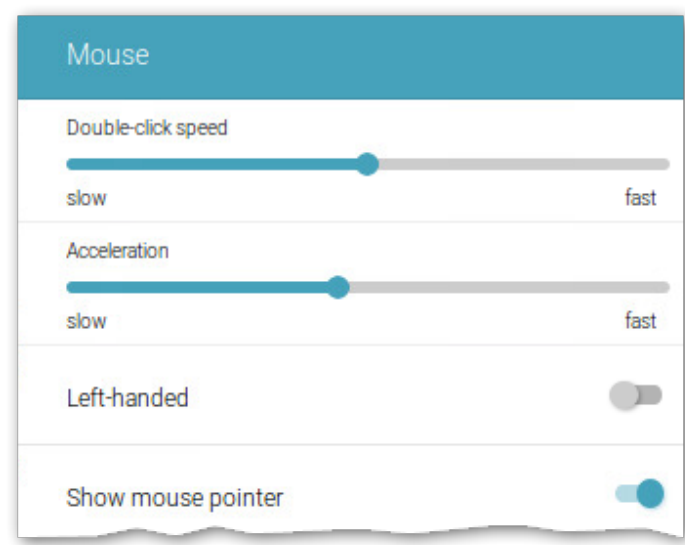 Mouse
Double-click speed
slow fast
Acceleration
slow fast
Left-handed
Show mouse pointer